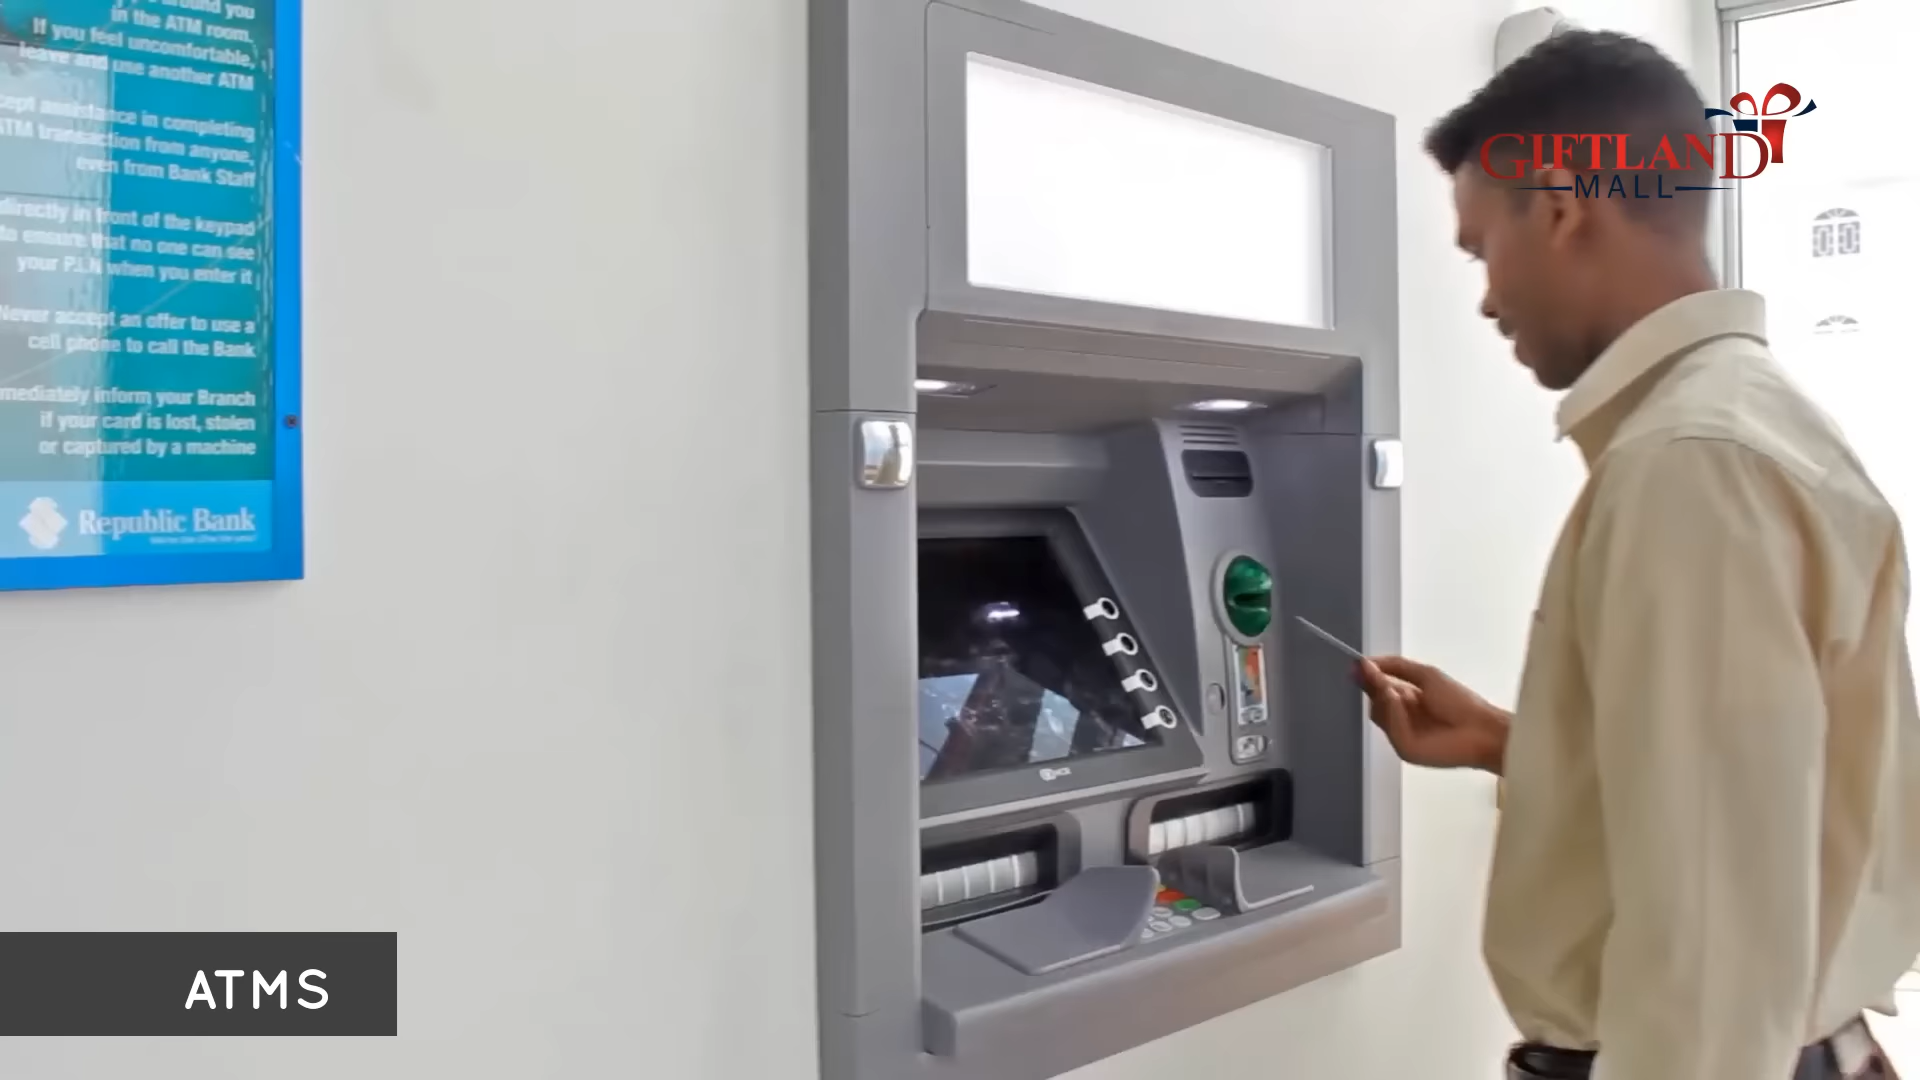 around you
in the ATM room.
If you feel uncomfortable,
leave and use another ATM
assistance in completing
ATM transaction from anyone,
even from Bank Staff
directly in front of the keypad
to ensure that no one can see
your P.I.N when you enter it
Never accept an offer to use a
cell phone to call the Bank
your Branch
if your card is lost, stolen
or captured by a machine
Republic Bank
GIFTLAND
MALL
ATMS